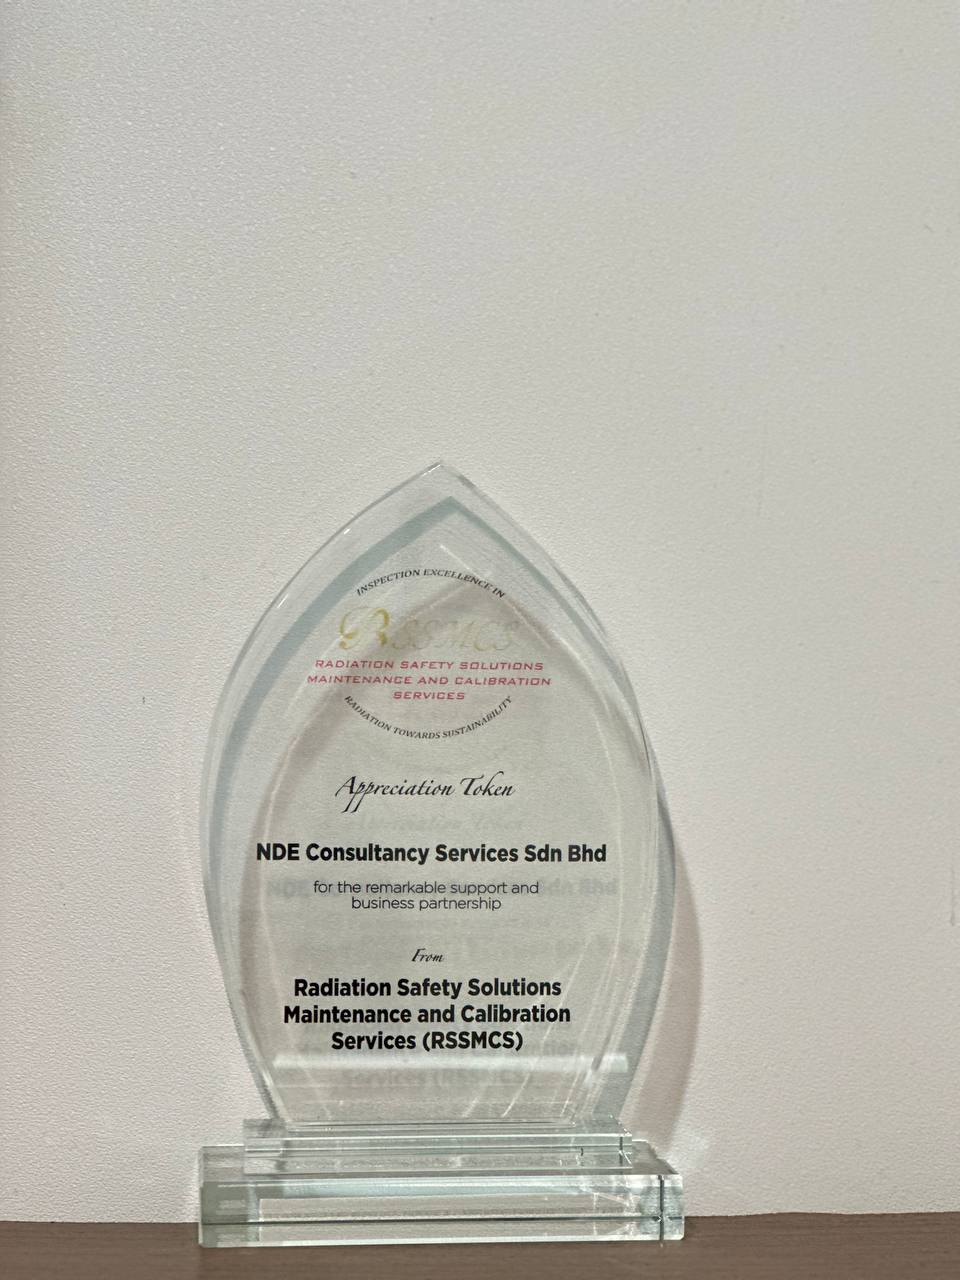 INSPECTION EXCELLENCE IN
RSSMCS
RADIATION SAFETY SOLUTIONS
MAINTENANCE AND CALIBRATION
SERVICES
RADIATION TOWARDS SUSTAINABILITY
Appreciation Token
NDE Consultancy Services Sdn Bhd
for the remarkable support and
business partnership
From
Radiation Safety Solutions
Maintenance and Calibration
Services (RSSMCS)